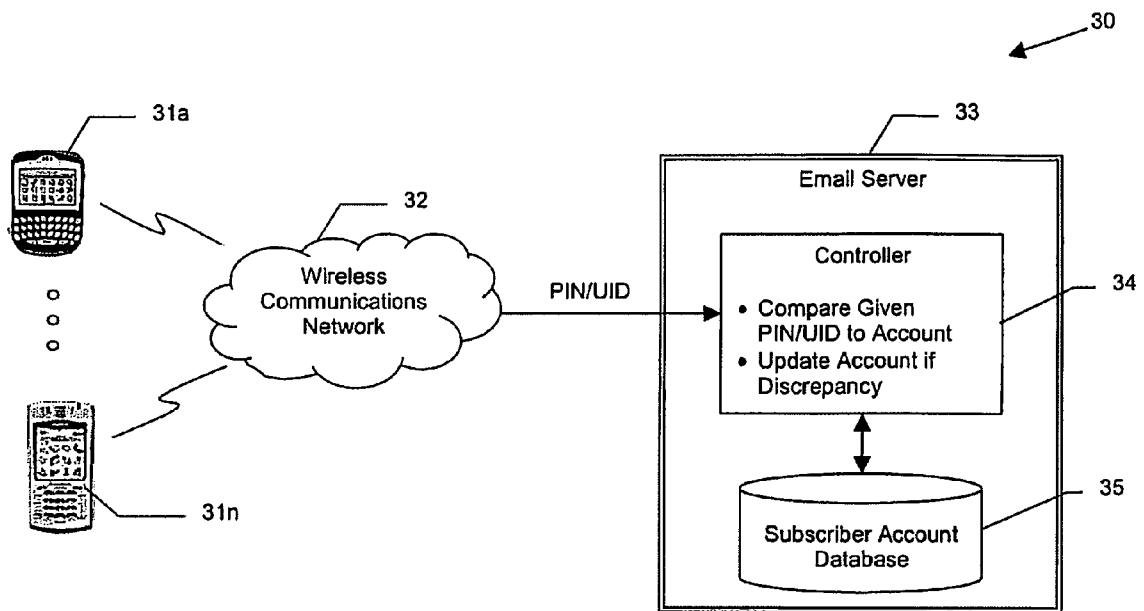 30
31a
33
Email Server
32
Wireless
Communications
Network
PIN/UID
Controller
34
• Compare Given
PIN/UID to Account
• Update Account if
Discrepancy
31n
35
Subscriber Account
Database